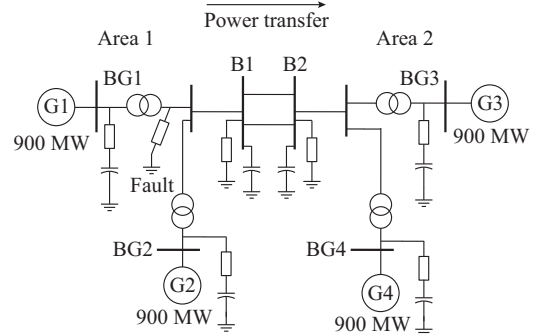 Power transfer
Area 1
Area 2
B1
B2
BG1
BG3
G1
G3
900 MW
900 MW
Fault
BG2
BG4
G2
G4
900 MW
900 MW